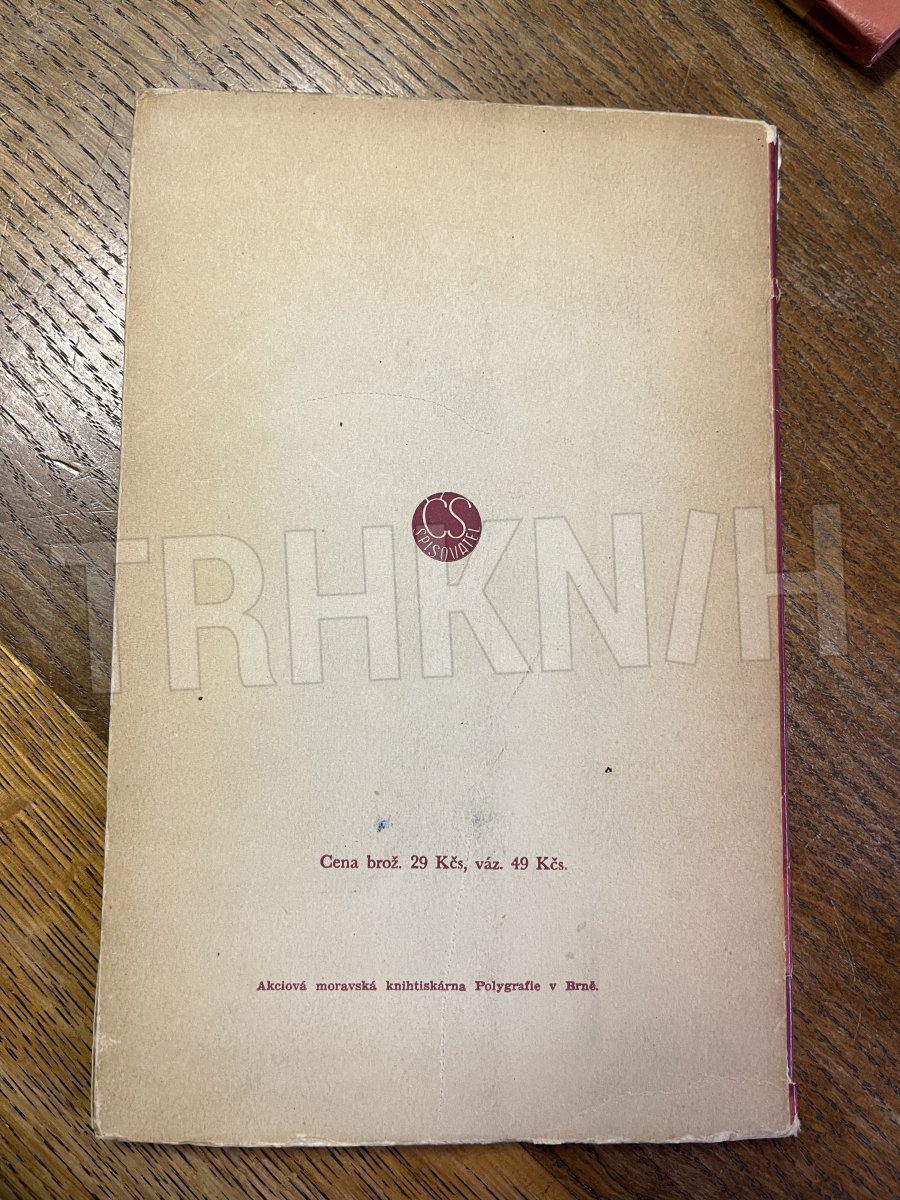 ČS
SPISOVATEL
TRHKNIH
Cena brož. 29 Kčs, váz. 49 Kčs.
Akciová moravská knihtiskárna Polygrafie v Brně.